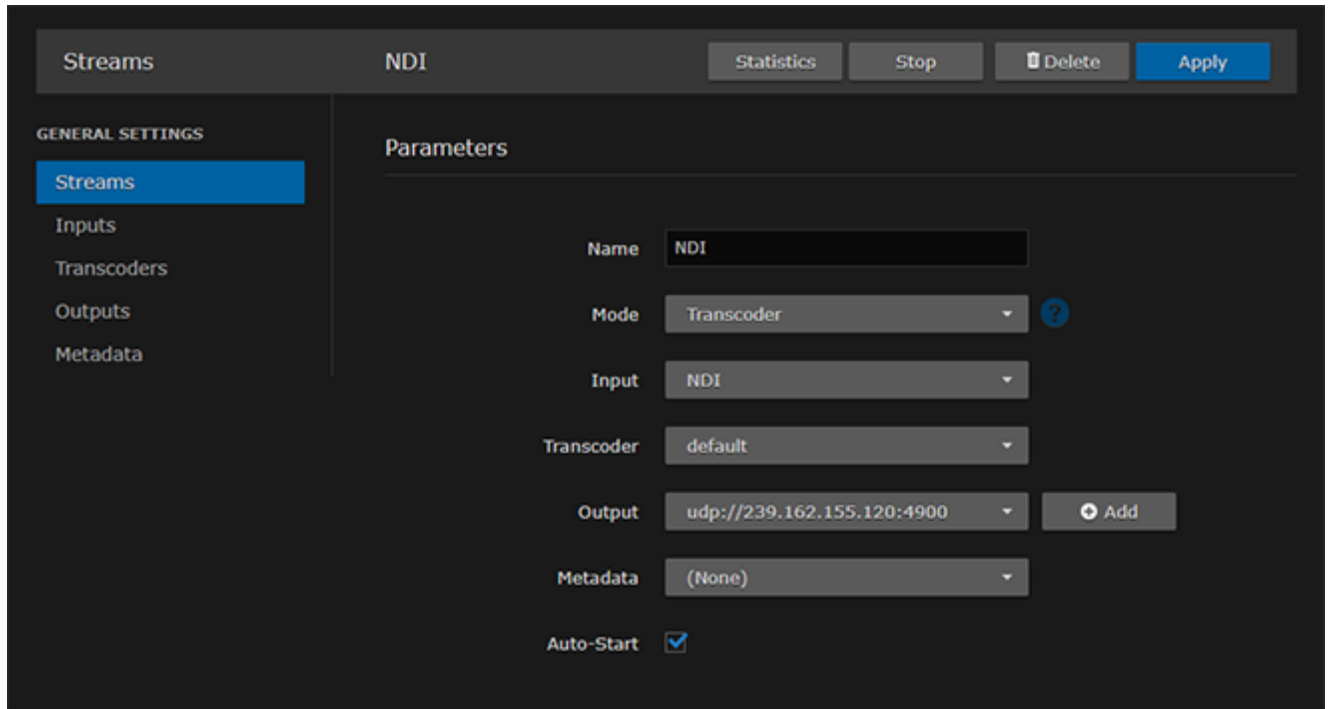 Streams NDI Statistics Stop Delete Apply
GENERAL SETTINGS
Streams
Inputs
Transcoders
Outputs
Metadata
Parameters
Name NDI
Mode Transcoder ?
Input NDI
Transcoder default
Output udp://239.162.155.120:4900 Add
Metadata (None)
Auto-Start